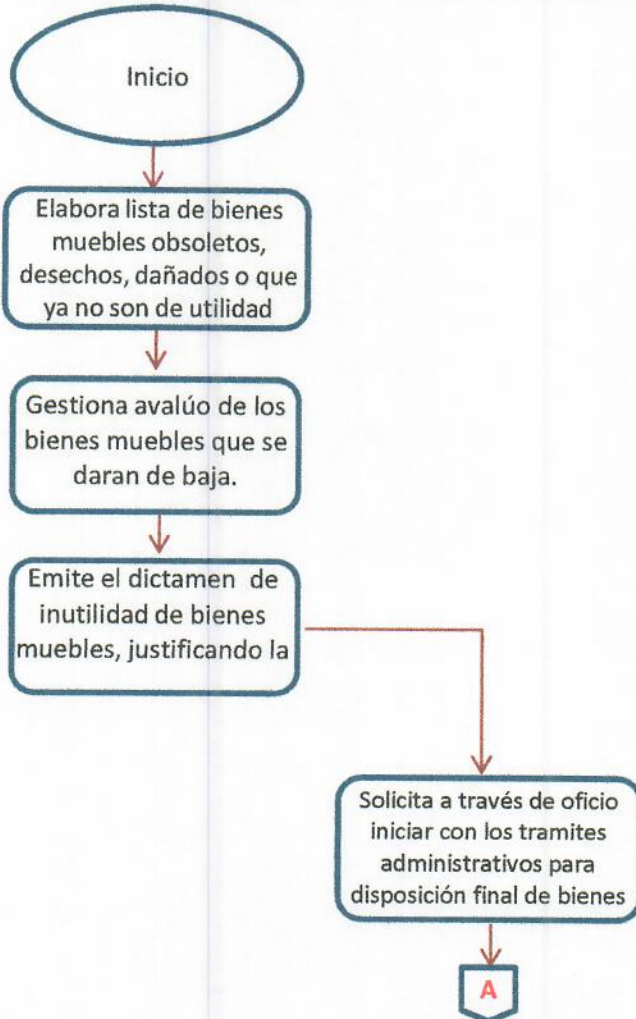 Inicio
Elabora lista de bienes
muebles obsoletos,
desechos, dañados o que
ya no son de utilidad
Gestiona avalúo de los
bienes muebles que se
daran de baja.
Emite el dictamen de
inutilidad de bienes
muebles, justificando la
Solicita a través de oficio
iniciar con los tramites
administrativos para
disposición final de bienes
A